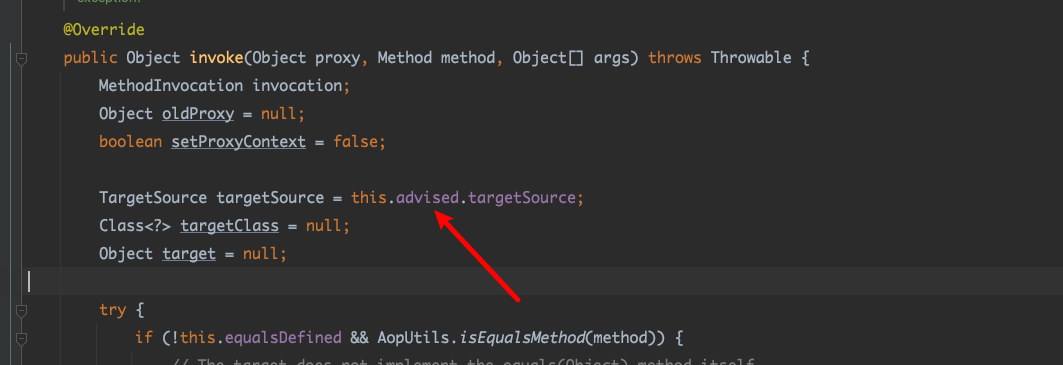 exception.
@Override
public Object invoke(Object proxy, Method method, Object[] args) throws Throwable {
MethodInvocation invocation;
Object oldProxy = null;
boolean setProxyContext = false;
TargetSource targetSource = this.advised.targetSource;
Class<?> targetClass = null;
Object target = null;
try {
if (!this.equalsDefined && AopUtils.isEqualsMethod(method)) {
// The target does not implement the equals(Object) method itself